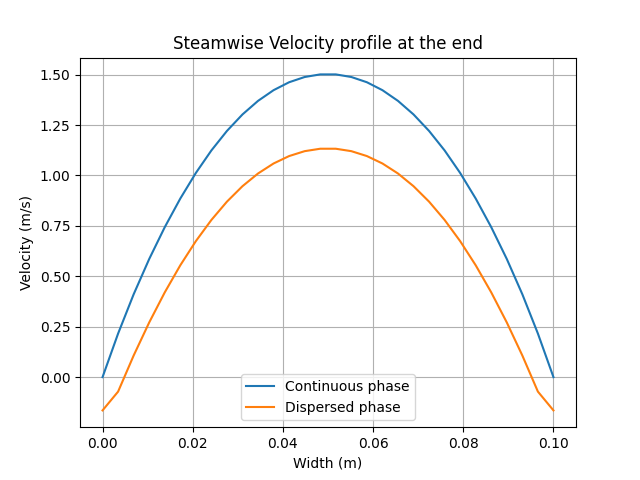 Steamwise Velocity profile at the end
1.50
1.25
1.00
0.75
0.50
0.25
0.00
Velocity (m/s)
Continuous phase
Dispersed phase
0.00 0.02 0.04 0.06 0.08 0.10
Width (m)